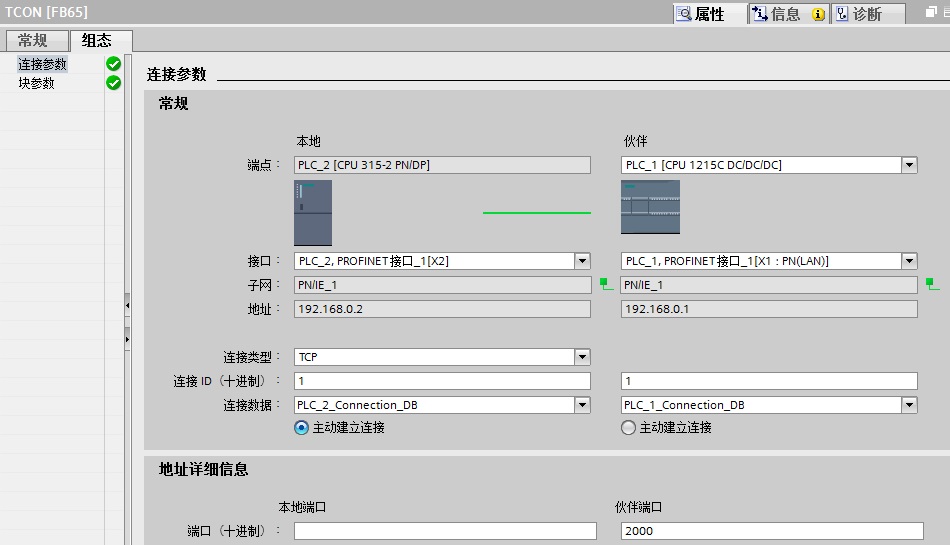 TCON [FB65]
属性 信息 诊断
常规 组态
连接参数
块参数
连接参数
常规
本地 伙伴
端点： PLC_2 [CPU 315-2 PN/DP] PLC_1 [CPU 1215C DC/DC/DC]
接口： PLC_2, PROFINET接口_1[X2] PLC_1, PROFINET接口_1[X1 : PN(LAN)]
子网： PN/IE_1 PN/IE_1
地址： 192.168.0.2 192.168.0.1
连接类型： TCP
连接 ID（十进制）： 1 1
连接数据： PLC_2_Connection_DB PLC_1_Connection_DB
主动建立连接 主动建立连接
地址详细信息
本地端口 伙伴端口
端口（十进制）： 2000